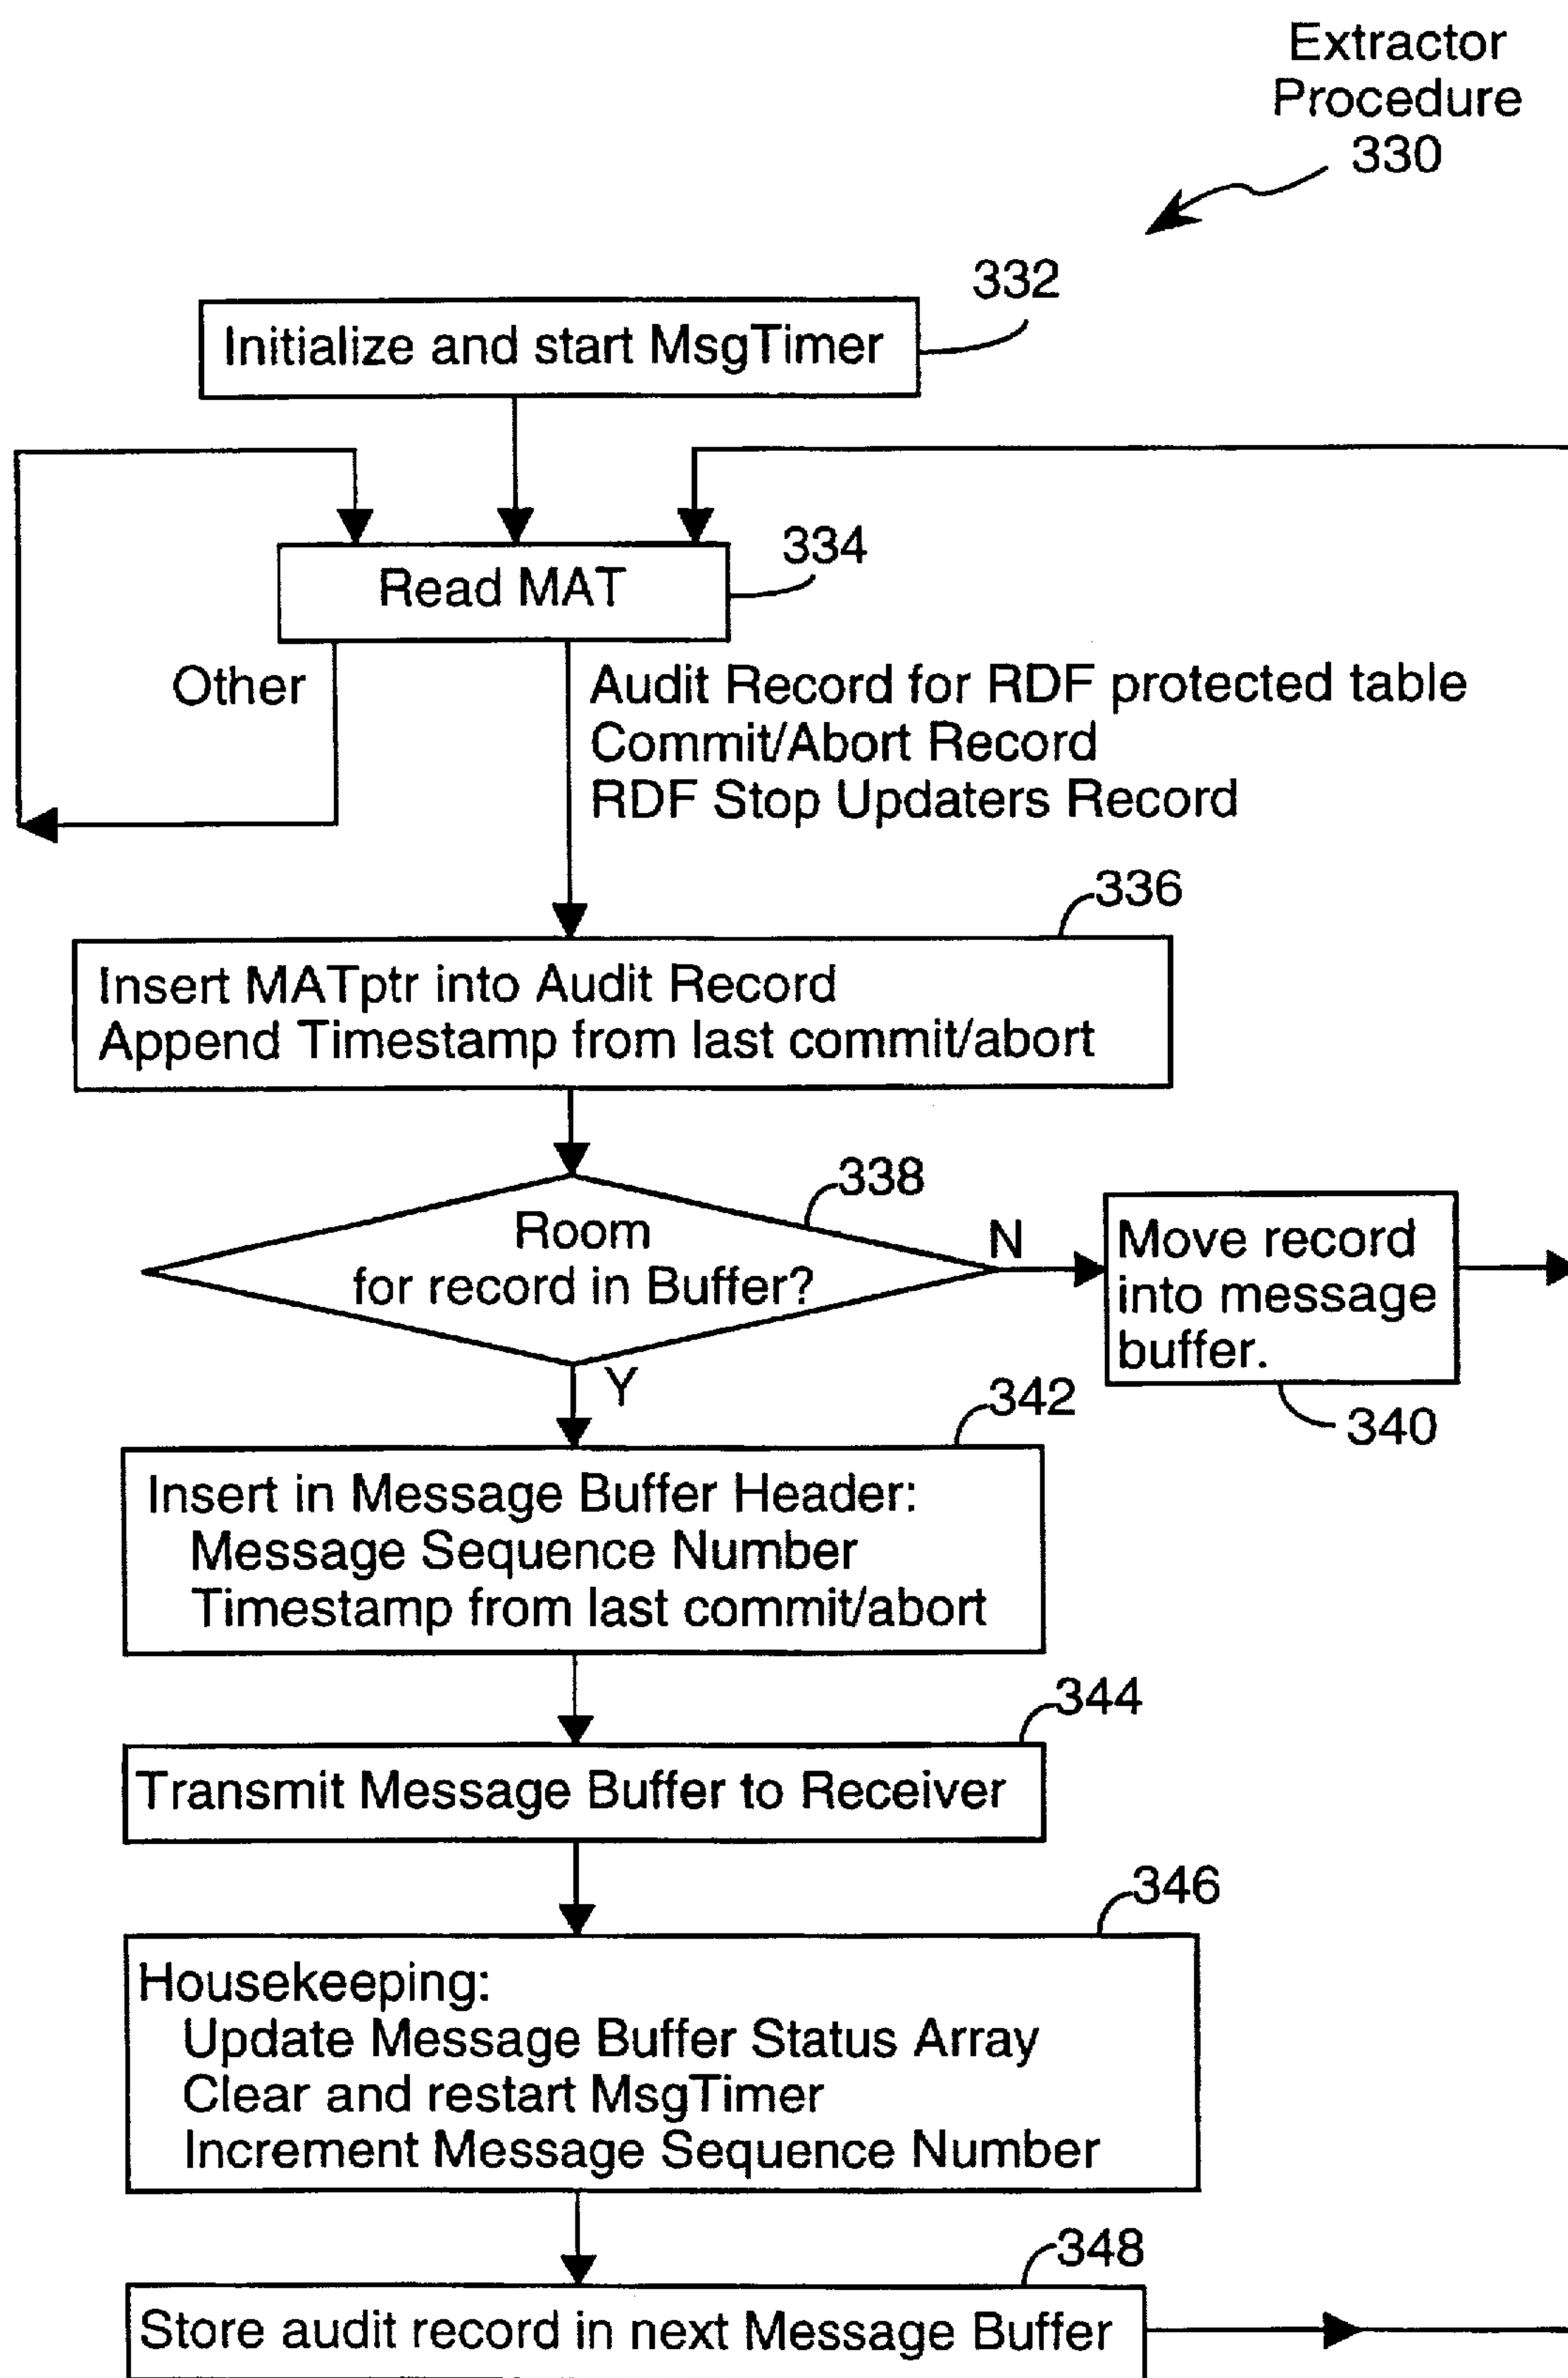 Extractor
Procedure
330
332
Initialize and start MsgTimer
334
Read MAT
Other
Audit Record for RDF protected table
Commit/Abort Record
RDF Stop Updaters Record
336
Insert MATptr into Audit Record
Append Timestamp from last commit/abort
338
Room
for record in Buffer?
N
Move record
into message
buffer.
340
Y
342
Insert in Message Buffer Header:
Message Sequence Number
Timestamp from last commit/abort
344
Transmit Message Buffer to Receiver
346
Housekeeping:
Update Message Buffer Status Array
Clear and restart MsgTimer
Increment Message Sequence Number
348
Store audit record in next Message Buffer